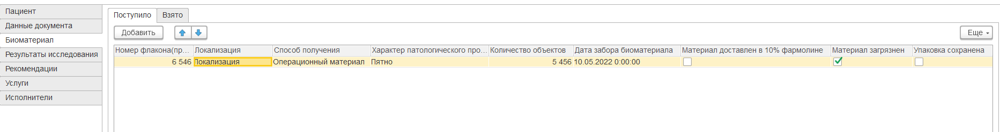 Пациент
Данные документа
Биоматериал
Результаты исследования
Рекомендации
Услуги
Исполнители
Поступило Взято
Добавить Еще
Номер флакона(пр... Локализация Способ получения Характер патологического про... Количество объектов Дата забора биоматериала Материал доставлен в 10% фармолине Материал загрязнен Упаковка сохранена
6 546 Локализация Операционный материал Пятно 5 456 10.05.2022 0:00:00